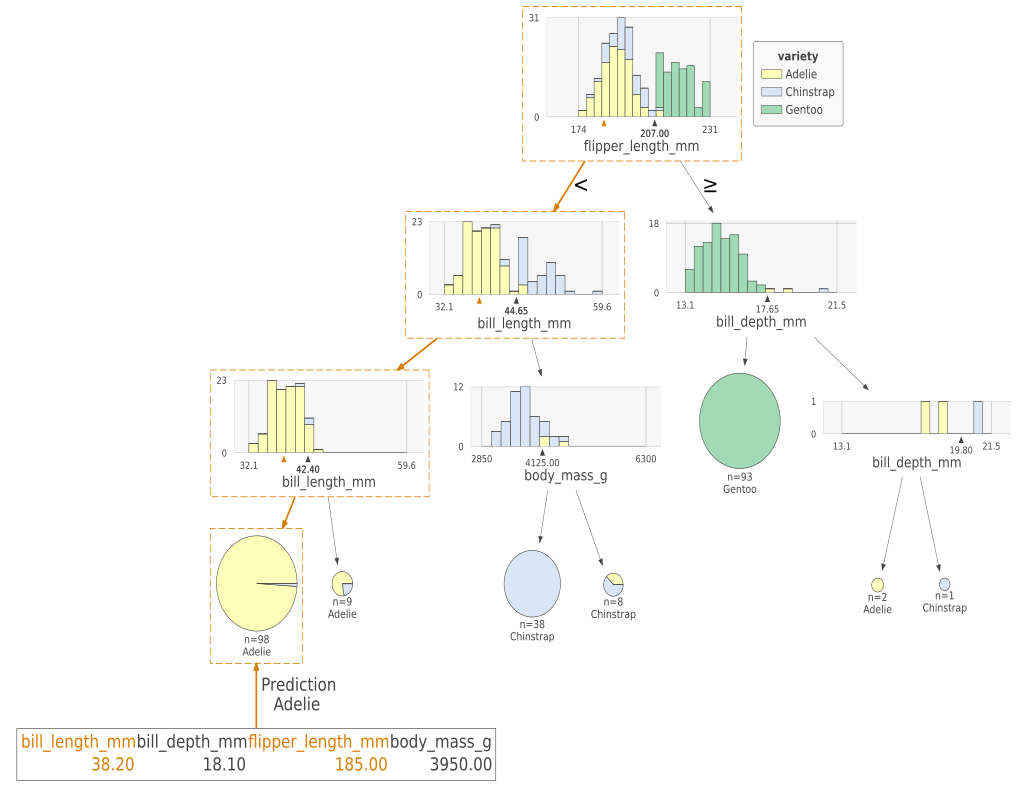 31
0
174
207.00
231
flipper_length_mm
variety
Adelie
Chinstrap
Gentoo
<
≥
23
0
32.1
44.65
59.6
bill_length_mm
18
0
13.1
17.65
21.5
bill_depth_mm
23
0
32.1
42.40
59.6
bill_length_mm
12
0
2850
4125.00
6300
body_mass_g
n=93
Gentoo
1
0
13.1
19.80
21.5
bill_depth_mm
n=98
Adelie
n=9
Adelie
n=38
Chinstrap
n=8
Chinstrap
n=2
Adelie
n=1
Chinstrap
Prediction
Adelie
bill_length_mm bill_depth_mm flipper_length_mm body_mass_g
38.20 18.10 185.00 3950.00